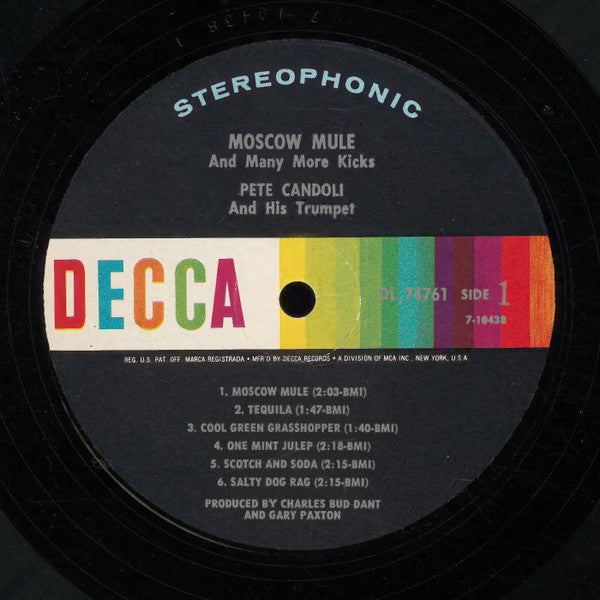 STEREOPHONIC
MOSCOW MULE
And Many More Kicks
PETE CANDOLI
And His Trumpet
DECCA
DL 74761 SIDE 1
7-18438
REG. U.S. PAT. OFF. MARCA REGISTRADA • MFR'D BY DECCA RECORDS • A DIVISION OF MCA INC., NEW YORK, U.S.A.
1. MOSCOW MULE (2:03-BMI)
2. TEQUILA (1:47-BMI)
3. COOL GREEN GRASSHOPPER (1:40-BMI)
4. ONE MINT JULEP (2:18-BMI)
5. SCOTCH AND SODA (2:15-BMI)
6. SALTY DOG RAG (2:15-BMI)
PRODUCED BY CHARLES BUD DANT
AND GARY PAXTON